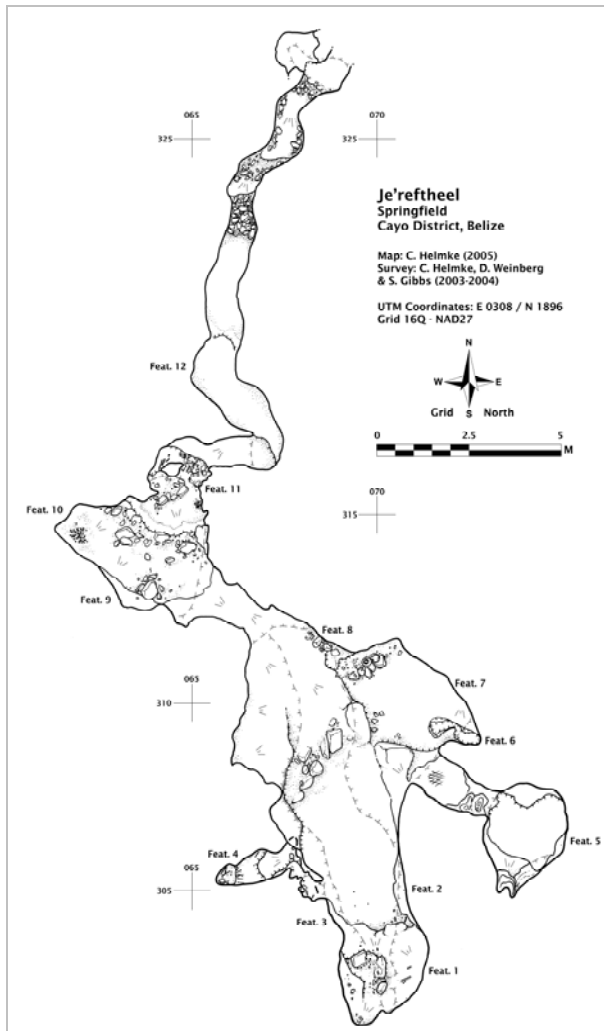 065
325
070
325
Je'reftheel
Springfield
Cayo District, Belize
Map: C. Helmke (2005)
Survey: C. Helmke, D. Weinberg
& S. Gibbs (2003-2004)
UTM Coordinates: E 0308 / N 1896
Grid 16Q - NAD27
N
W
E
S
Grid
North
0
2.5
5
M
Feat. 12
Feat. 11
070
315
Feat. 10
Feat. 9
Feat. 8
Feat. 7
065
310
Feat. 6
Feat. 5
Feat. 4
065
305
Feat. 2
Feat. 3
Feat. 1